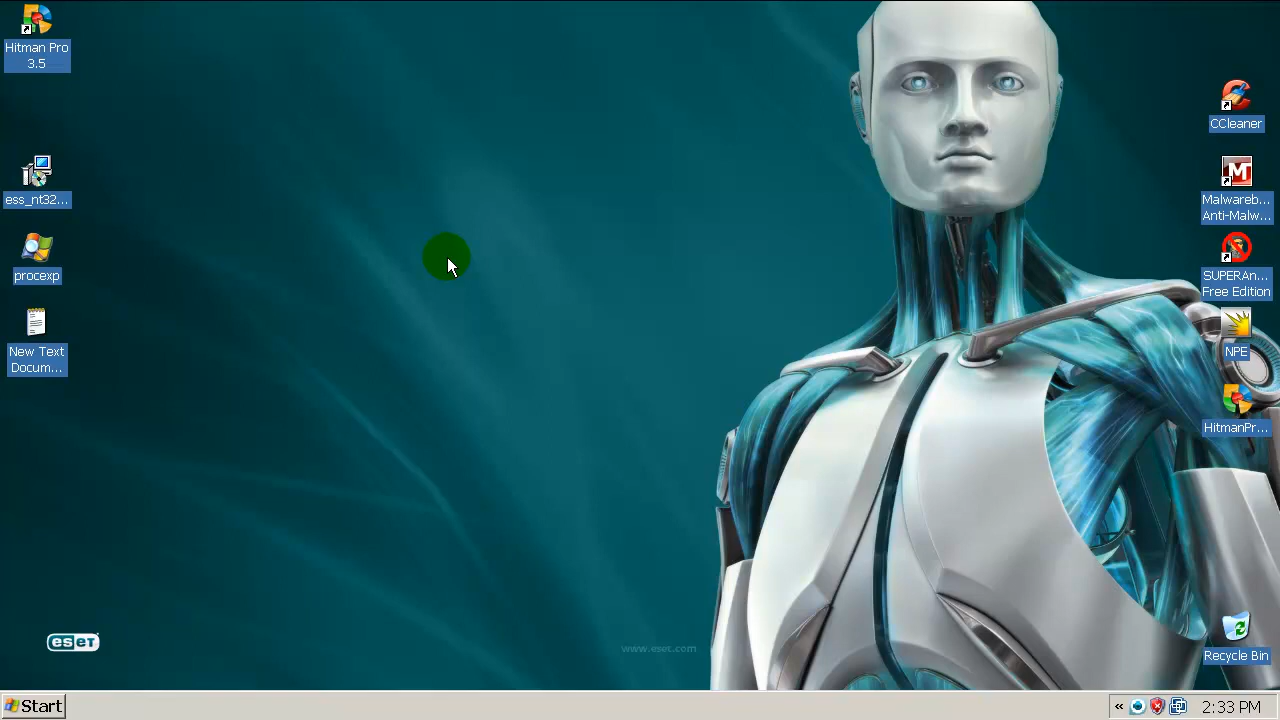 Hitman Pro
3.5
ess_nt32...
procexp
New Text
Docum...
CCleaner
Malwareb...
Anti-Malw...
M
SUPERAn...
Free Edition
NPE
HitmanPr...
Recycle Bin
eset
www.eset.com
Start
«
2:33 PM